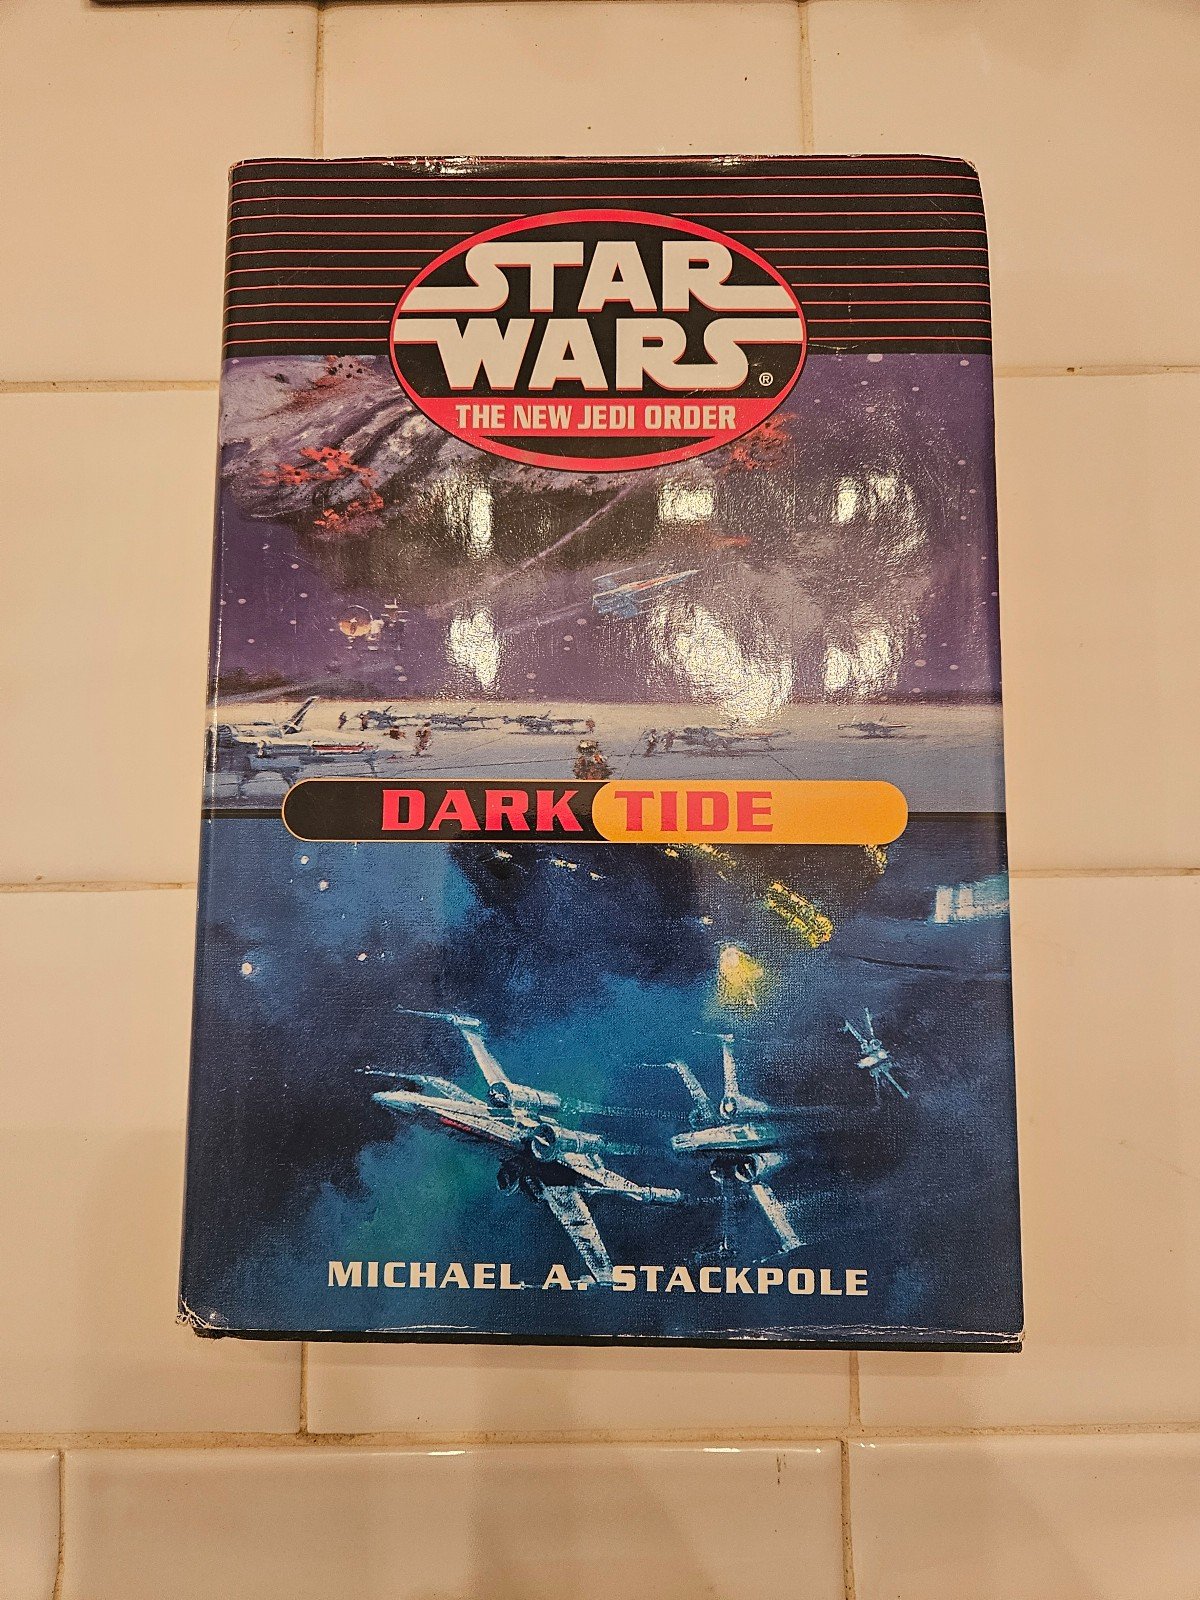 STAR
WARS®
THE NEW JEDI ORDER
DARK TIDE
MICHAEL A. STACKPOLE